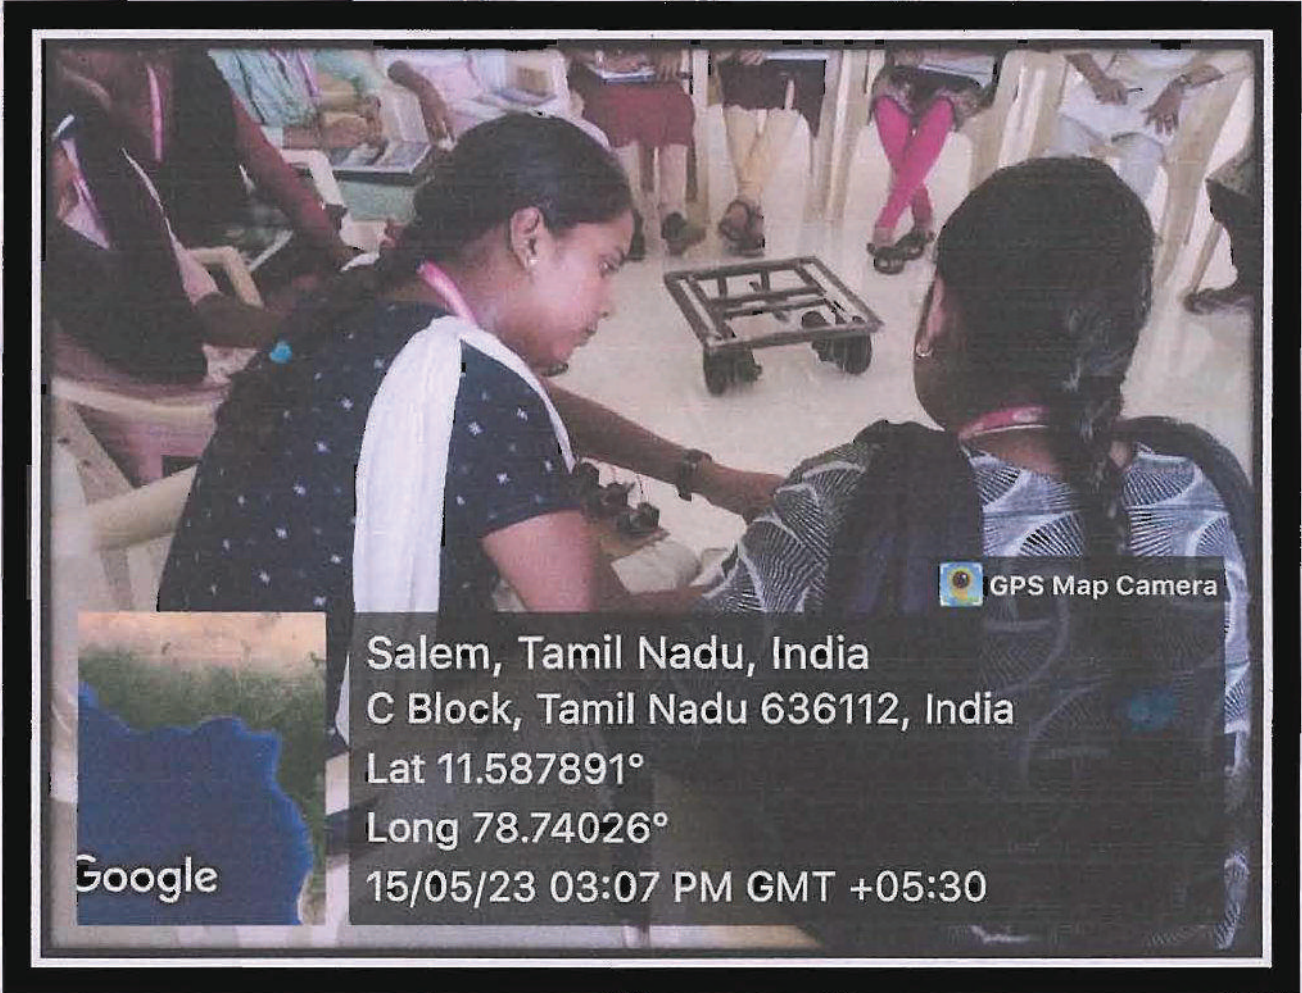 GPS Map Camera
Salem, Tamil Nadu, India
C Block, Tamil Nadu 636112, India
Lat 11.587891°
Long 78.74026°
15/05/23 03:07 PM GMT +05:30
Google